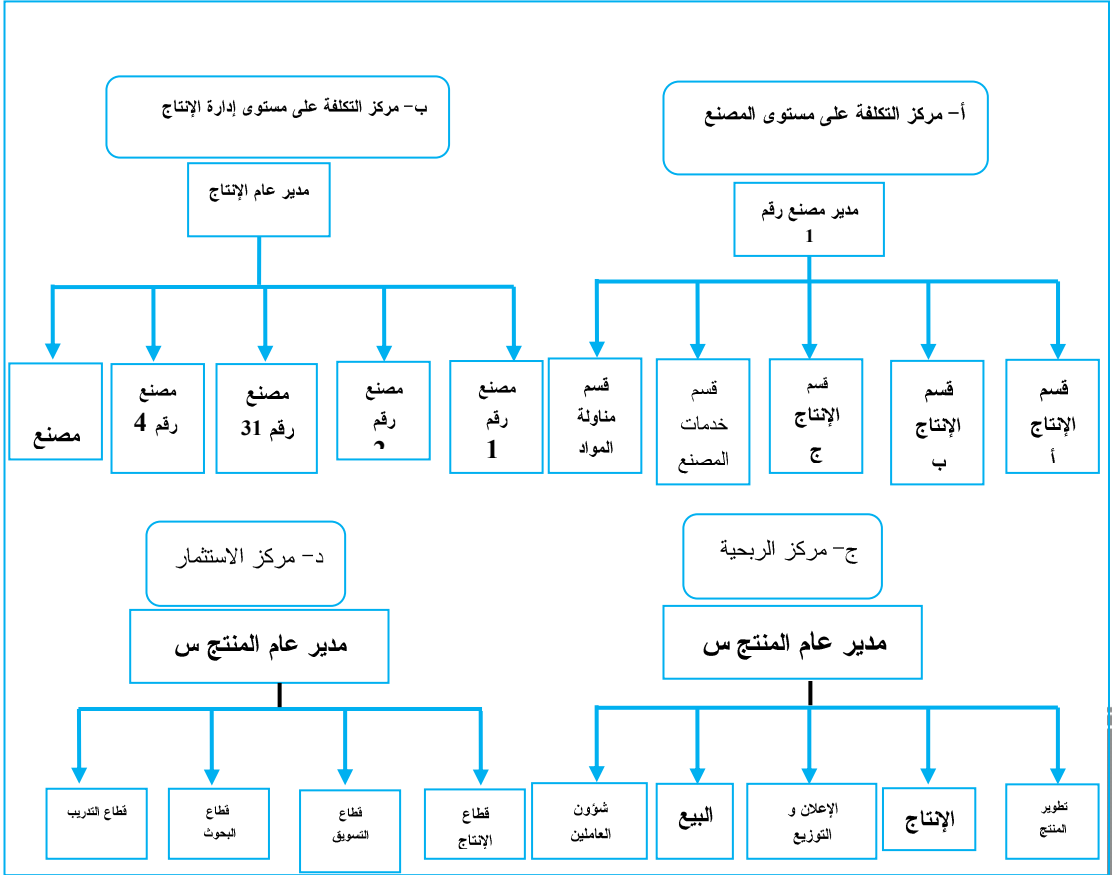 أ- مركز التكلفة على مستوى المصنع
مدير مصنع رقم
1
قسم
الإنتاج
أ
قسم
الإنتاج
ب
قسم
الإنتاج
ج
قسم
خدمات
المصنع
قسم
مناولة
المواد
ب- مركز التكلفة على مستوى إدارة الإنتاج
مدير عام الإنتاج
مصنع
رقم
1
مصنع
رقم
2
مصنع
رقم 31
مصنع
رقم 4
مصنع
ج- مركز الربحية
مدير عام المنتج س
تطوير
المنتج
الإنتاج
الإعلان و
التوزيع
البيع
شؤون
العاملين
د- مركز الاستثمار
مدير عام المنتج س
قطاع
الإنتاج
قطاع
التسويق
قطاع
البحوث
قطاع التدريب